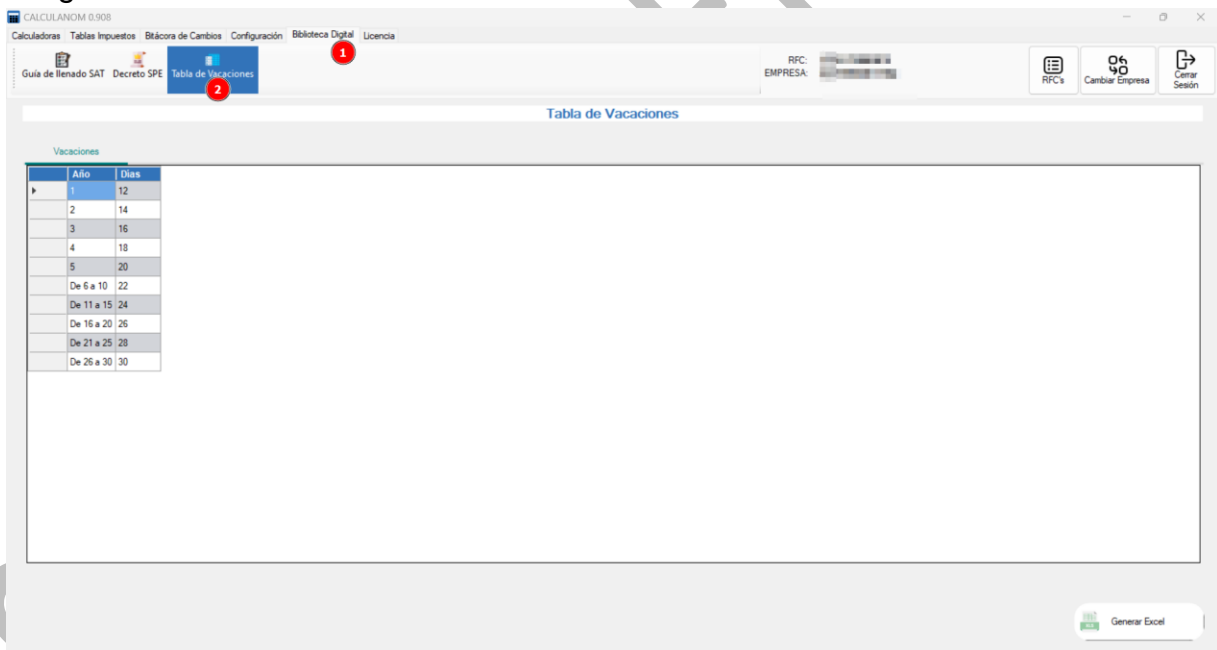 CALCULANOM 0.908
Calculadoras Tablas Impuestos Bitácora de Cambios Configuración Biblioteca Digital Licencia
1
Guía de llenado SAT Decreto SPE Tabla de Vacaciones
2
RFC:
EMPRESA:
RFC's
Cambiar Empresa
Cerrar
Sesión
Tabla de Vacaciones
Vacaciones
Año Dias
1 12
2 14
3 16
4 18
5 20
De 6 a 10 22
De 11 a 15 24
De 16 a 20 26
De 21 a 25 28
De 26 a 30 30
Generar Excel